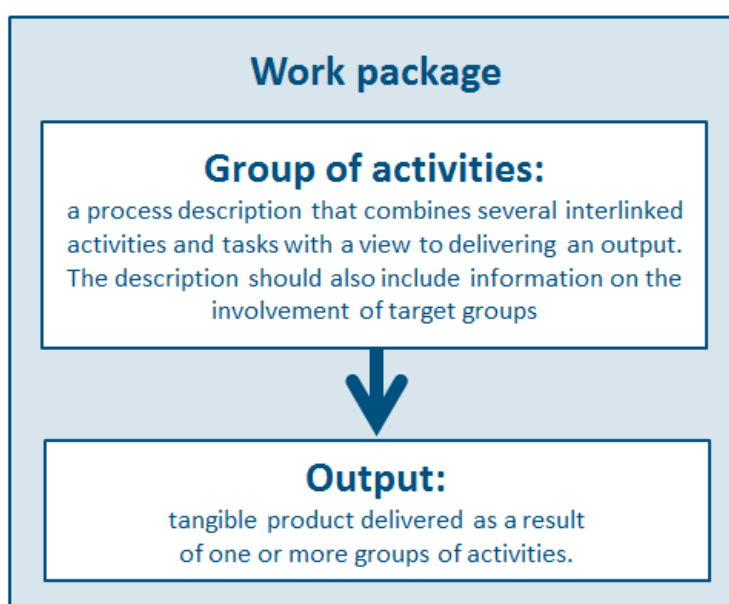 Work package
Group of activities:
a process description that combines several interlinked
activities and tasks with a view to delivering an output.
The description should also include information on the
involvement of target groups
Output:
tangible product delivered as a result
of one or more groups of activities.